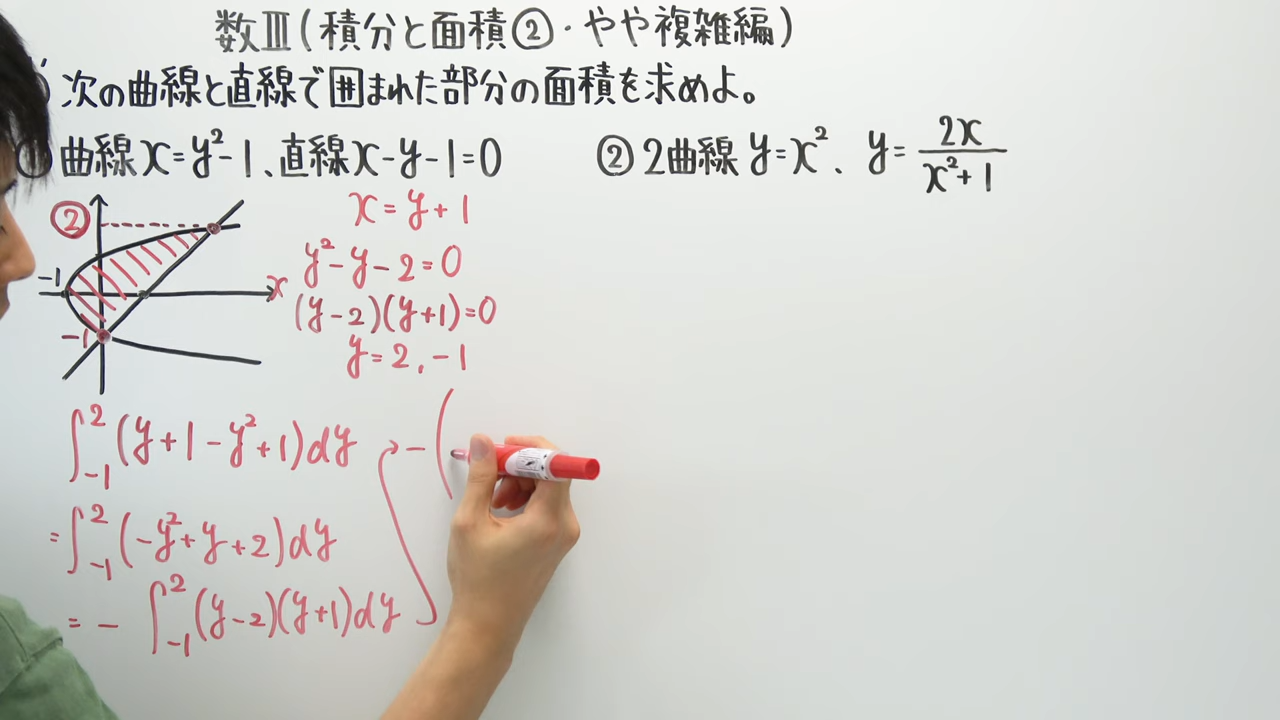 数Ⅲ(積分と面積②・やや複雑編)
次の曲線と直線で囲まれた部分の面積を求めよ。
曲線x=y²-1、直線x-y-1=0
②2曲線 y=x²、y=2x/(x²+1)
②
-1
-1
x
x=y+1
y²-y-2=0
(y-2)(y+1)=0
y=2,-1
∫_{-1}^{2}(y+1-y²+1)dy
=∫_{-1}^{2}(-y²+y+2)dy
=-∫_{-1}^{2}(y-2)(y+1)dy
-(